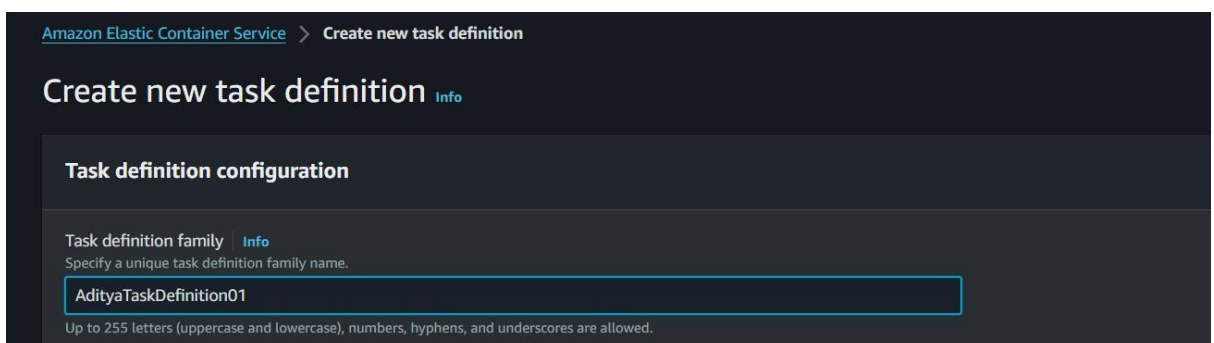 Amazon Elastic Container Service > Create new task definition
Create new task definition Info
Task definition configuration
Task definition family Info
Specify a unique task definition family name.
AdityaTaskDefinition01
Up to 255 letters (uppercase and lowercase), numbers, hyphens, and underscores are allowed.